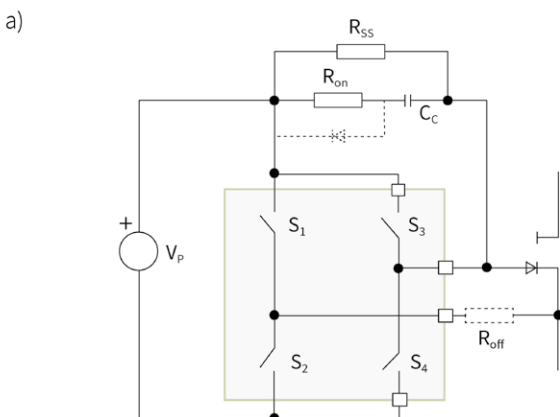 a)
R_SS
R_on
C_C
+
V_P
S_1
S_3
S_2
S_4
R_off